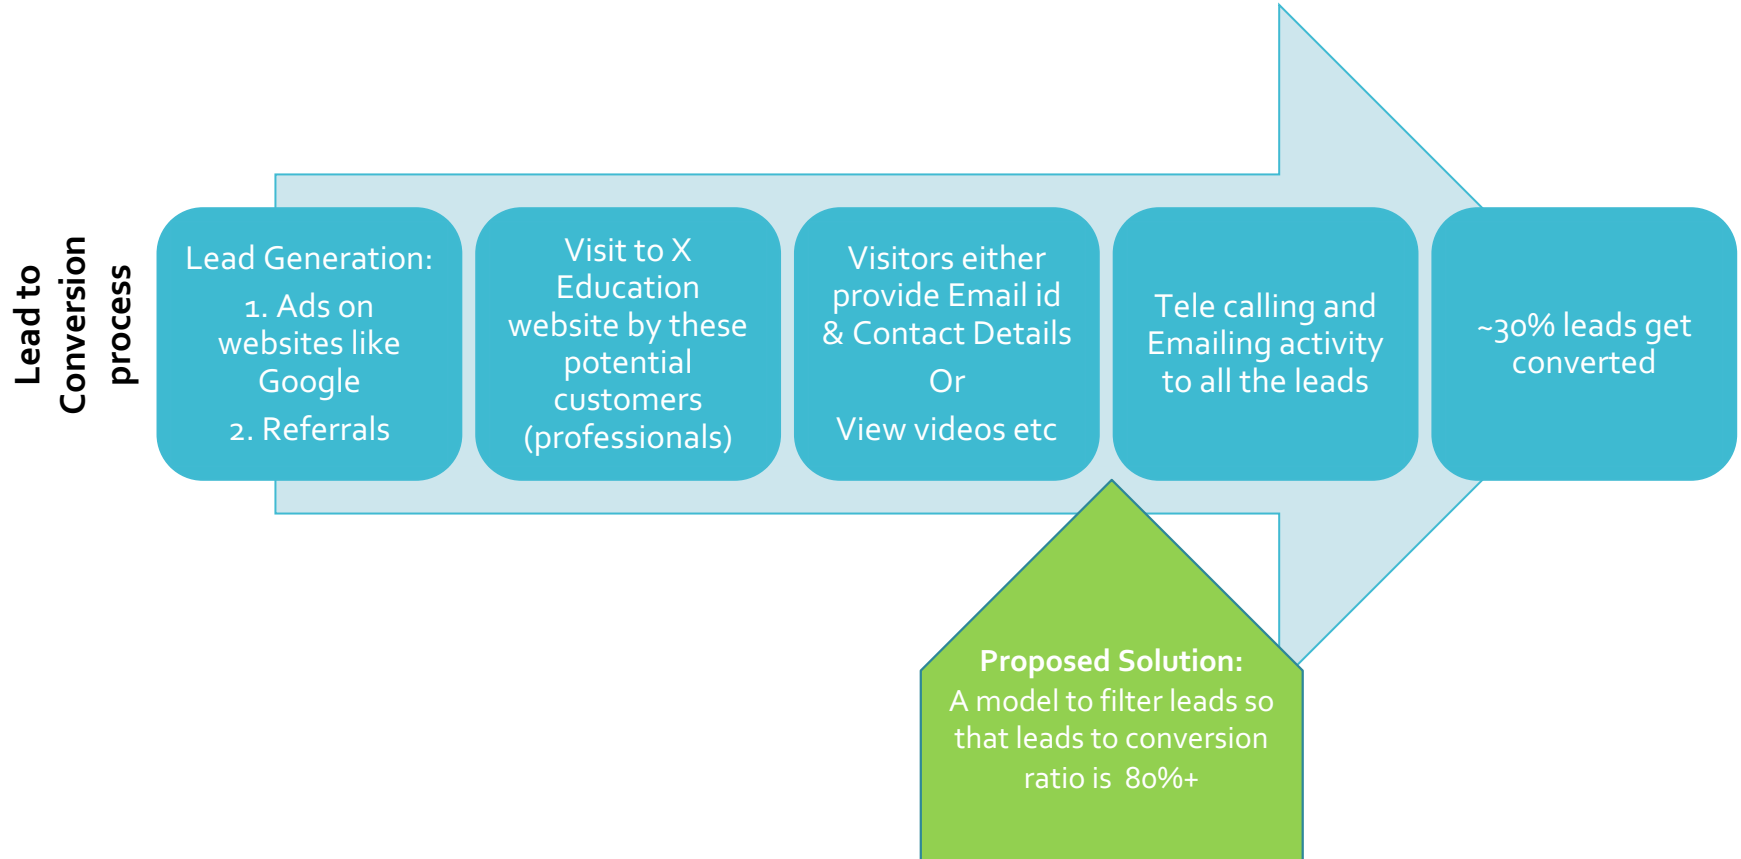 Lead to
Conversion
process
Lead Generation:
1. Ads on
websites like
Google
2. Referrals
Visit to X
Education
website by these
potential
customers
(professionals)
Visitors either
provide Email id
& Contact Details
Or
View videos etc
Tele calling and
Emailing activity
to all the leads
~30% leads get
converted
Proposed Solution:
A model to filter leads so
that leads to conversion
ratio is 80%+